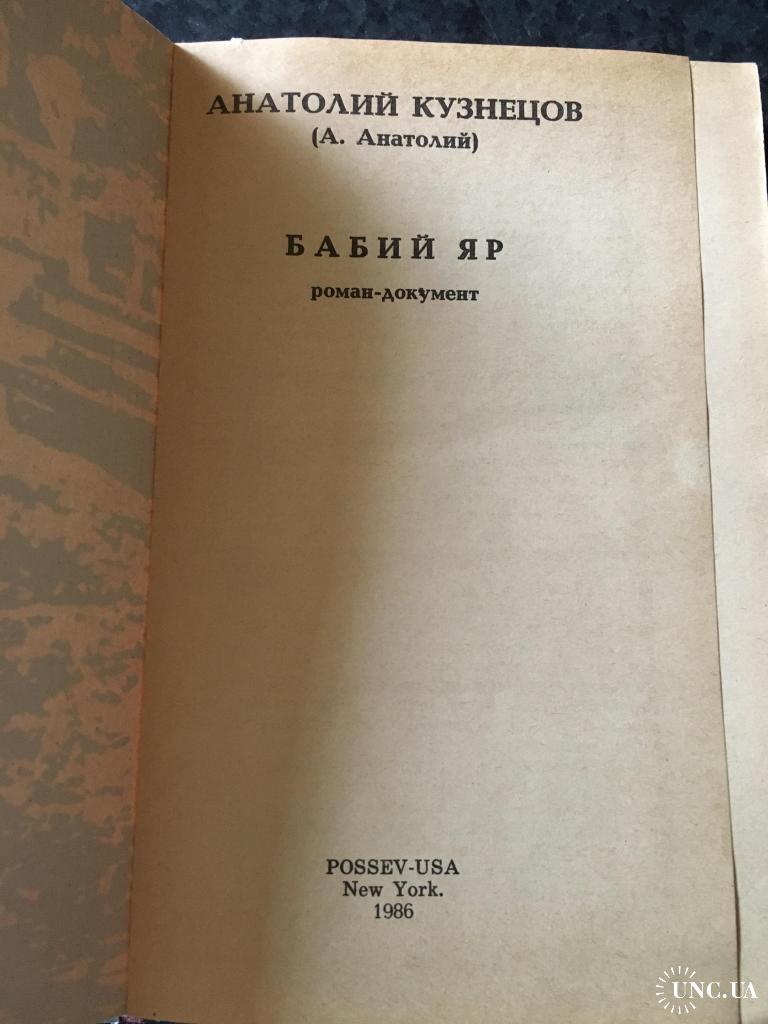 АНАТОЛИЙ КУЗНЕЦОВ
(А. Анатолий)
БАБИЙ ЯР
роман-документ
POSSEV-USA
New York.
1986
UNC.UA